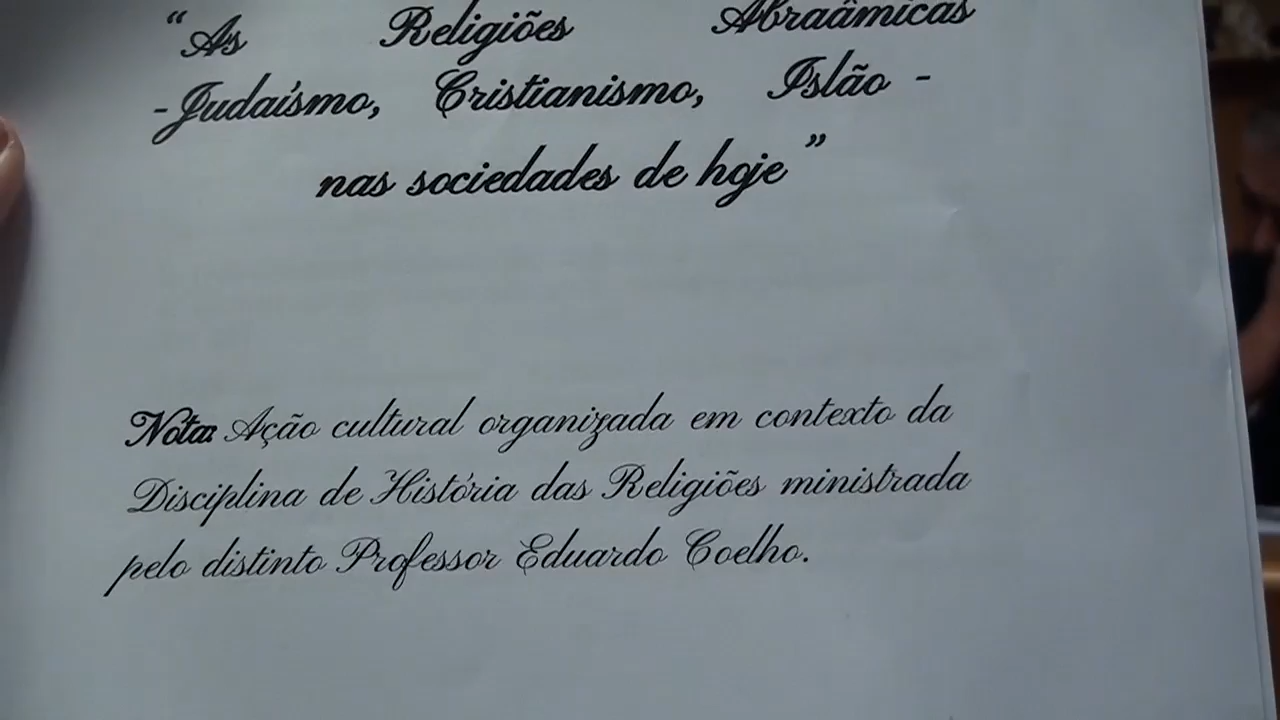 “As Religiões Abraâmicas
- Judaísmo, Cristianismo, Islão -
nas sociedades de hoje”
Nota: Ação cultural organizada em contexto da
Disciplina de História das Religiões ministrada
pelo distinto Professor Eduardo Coelho.